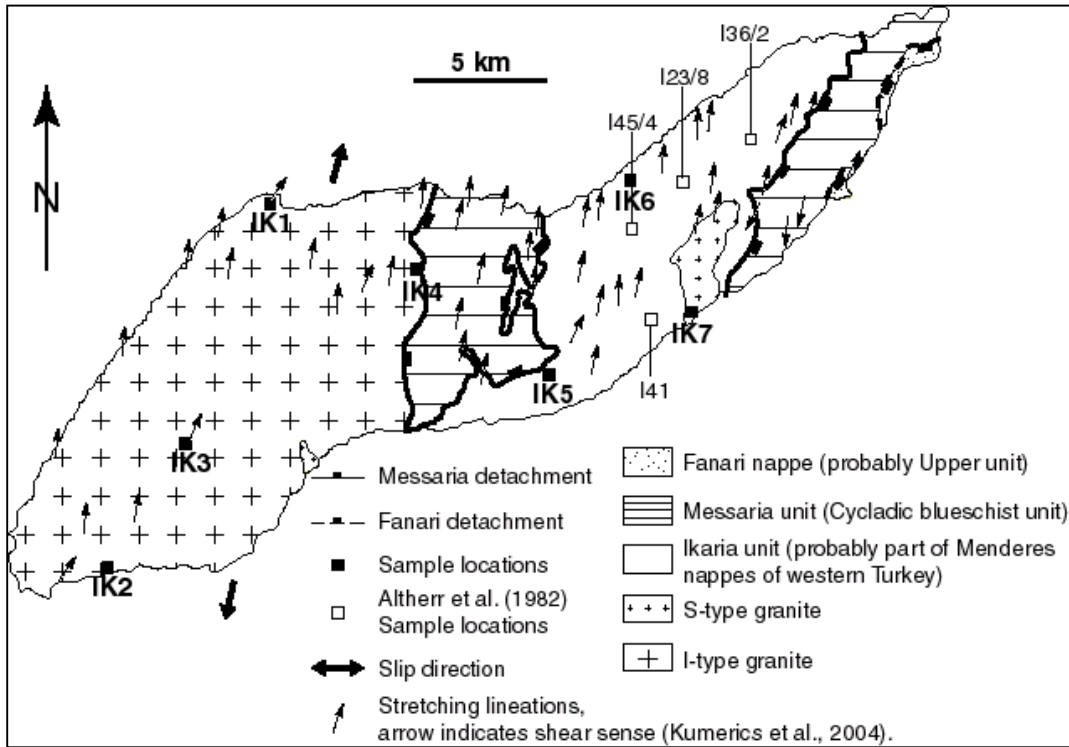 I36/2
5 km
I23/8
I45/4
N
IK1
IK6
IK4
IK7
IK5
I41
IK3
IK2
Messaria detachment
Fanari detachment
Sample locations
Altherr et al. (1982)
Sample locations
Slip direction
Stretching lineations,
arrow indicates shear sense (Kumerics et al., 2004).
Fanari nappe (probably Upper unit)
Messaria unit (Cycladic blueschist unit)
Ikaria unit (probably part of Menderes
nappes of western Turkey)
S-type granite
I-type granite